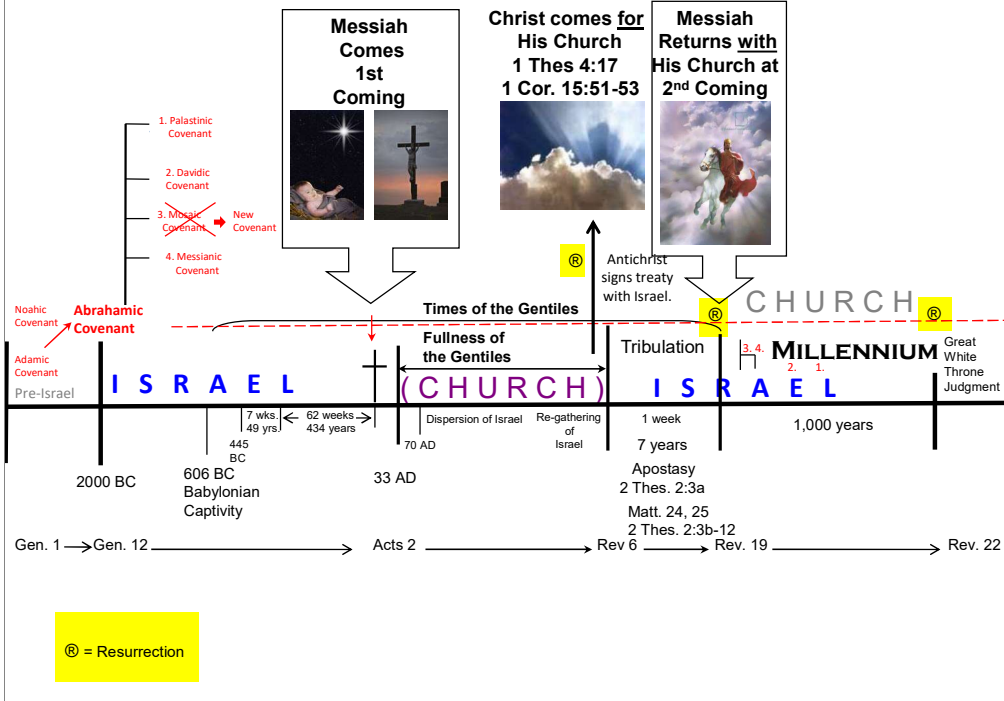 Messiah
Comes
1st
Coming
Christ comes for
His Church
1 Thes 4:17
1 Cor. 15:51-53
Messiah
Returns with
His Church at
2nd Coming
1. Palastinic
Covenant
2. Davidic
Covenant
3. Mosaic
Covenant
New
Covenant
4. Messianic
Covenant
®
Antichrist
signs treaty
with Israel.
Noahic
Covenant
Abrahamic
Covenant
Adamic
Covenant
Pre-Israel
Times of the Gentiles
®
CHURCH
®
Fullness of
the Gentiles
Tribulation
3. 4.
MILLENNIUM
2. 1.
Great
White
Throne
Judgment
ISRAEL
(CHURCH)
ISRAEL
7 wks.
49 yrs.
62 weeks
434 years
445
BC
70 AD
Dispersion of Israel
Re-gathering
of
Israel
1 week
7 years
1,000 years
2000 BC
606 BC
Babylonian
Captivity
33 AD
Apostasy
2 Thes. 2:3a
Matt. 24, 25
2 Thes. 2:3b-12
Gen. 1
Gen. 12
Acts 2
Rev 6
Rev. 19
Rev. 22
® = Resurrection